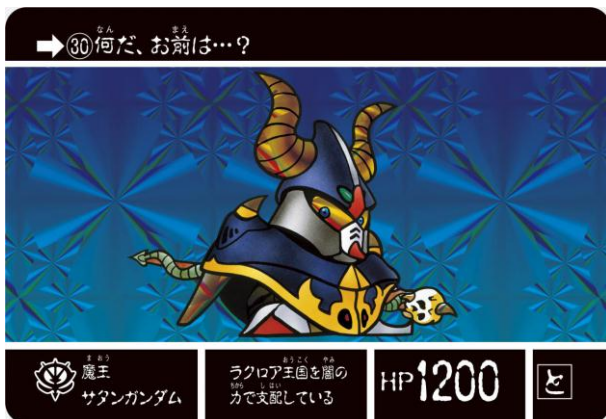 ➡㉚何だ、お前は…？
魔王
サタンガンダム
ラクロア王国を闇の
力で支配している
HP1200
と